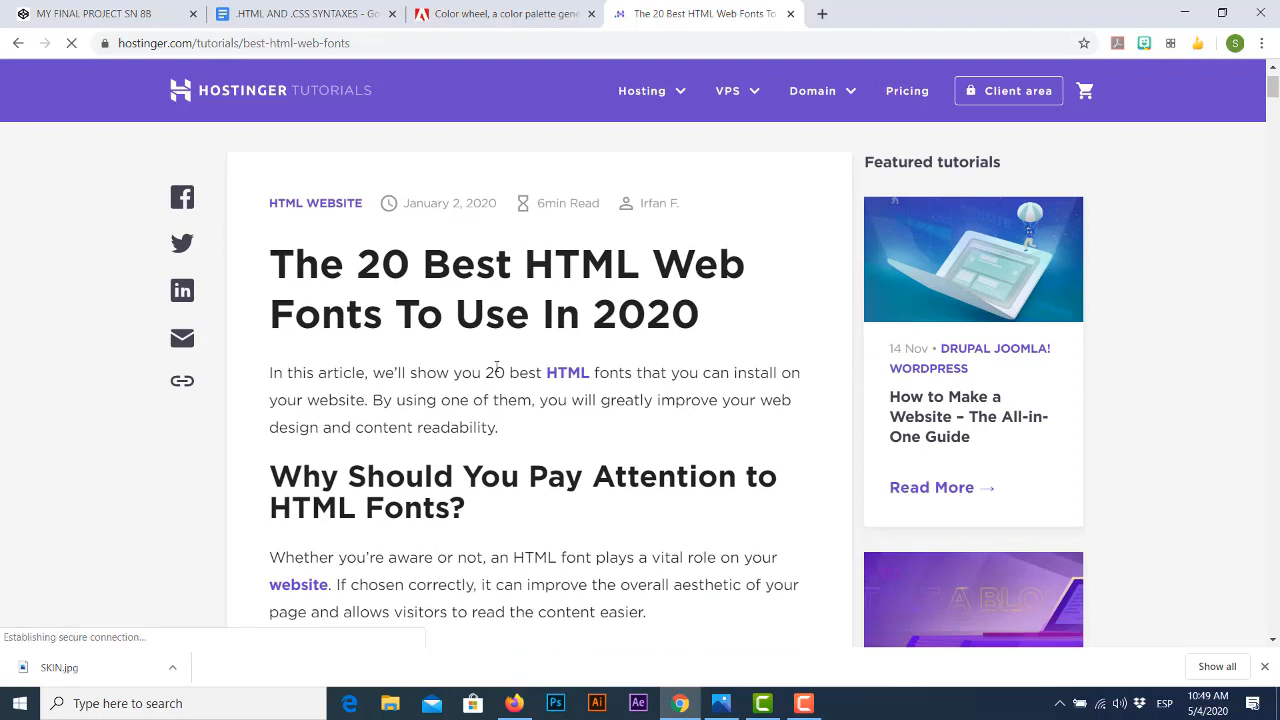 MY FINAL PROJECT SN 8B
.HTML AND CSS SYNTAXES - Go
Color wheel, a color palette gene
The 20 Best HTML Web Fonts To
hostinger.com/tutorials/best-html-web-fonts
S
HOSTINGER TUTORIALS
Hosting
VPS
Domain
Pricing
Client area
HTML WEBSITE
January 2, 2020
6min Read
Irfan F.
The 20 Best HTML Web
Fonts To Use In 2020
In this article, we'll show you 20 best HTML fonts that you can install on
your website. By using one of them, you will greatly improve your web
design and content readability.
Why Should You Pay Attention to
HTML Fonts?
Whether you're aware or not, an HTML font plays a vital role on your
website. If chosen correctly, it can improve the overall aesthetic of your
page and allows visitors to read the content easier.
Featured tutorials
14 Nov • DRUPAL JOOMLA!
WORDPRESS
How to Make a
Website – The All-in-
One Guide
Read More →
Establishing secure connection...
SKIN.jpg
Show all
Type here to search
Ps
Ai
Ae
ESP
10:49 AM
5/4/2020